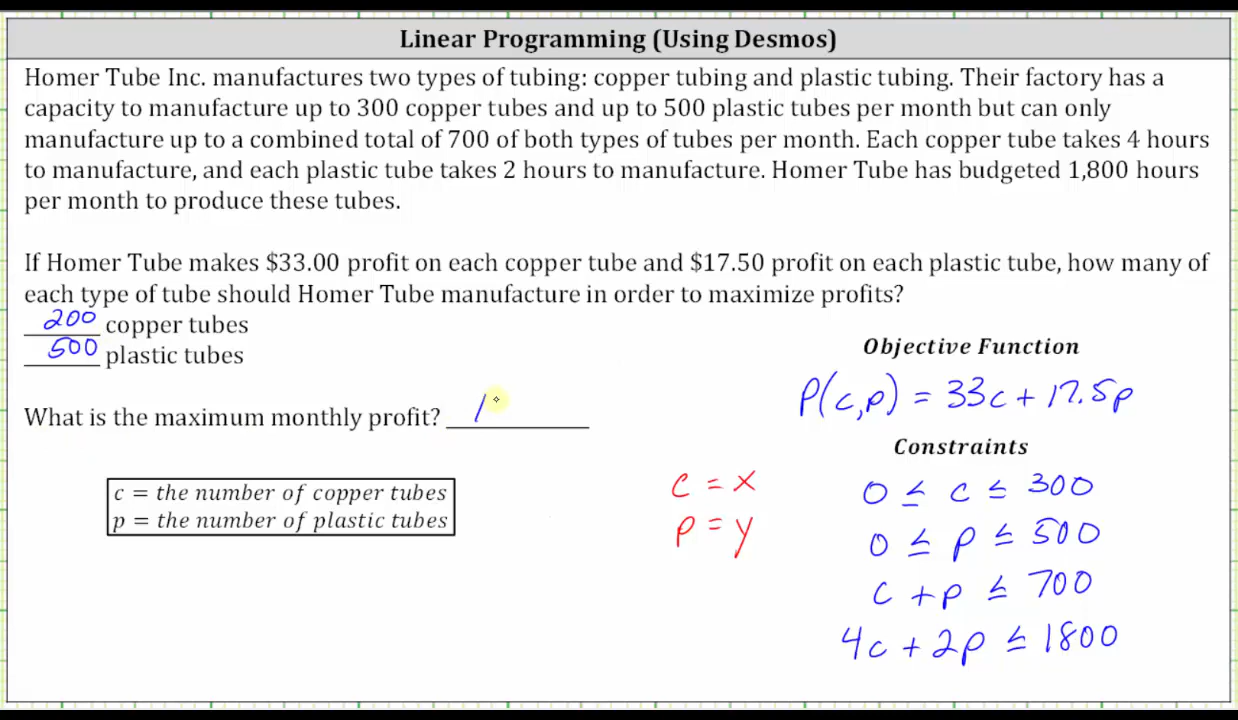 Linear Programming (Using Desmos)
Homer Tube Inc. manufactures two types of tubing: copper tubing and plastic tubing. Their factory has a
capacity to manufacture up to 300 copper tubes and up to 500 plastic tubes per month but can only
manufacture up to a combined total of 700 of both types of tubes per month. Each copper tube takes 4 hours
to manufacture, and each plastic tube takes 2 hours to manufacture. Homer Tube has budgeted 1,800 hours
per month to produce these tubes.
If Homer Tube makes $33.00 profit on each copper tube and $17.50 profit on each plastic tube, how many of
each type of tube should Homer Tube manufacture in order to maximize profits?
200 copper tubes
500 plastic tubes
What is the maximum monthly profit? 1
c = the number of copper tubes
p = the number of plastic tubes
c = x
p = y
Objective Function
P(c,p) = 33c + 17.5p
Constraints
0 ≤ c ≤ 300
0 ≤ p ≤ 500
c + p ≤ 700
4c + 2p ≤ 1800